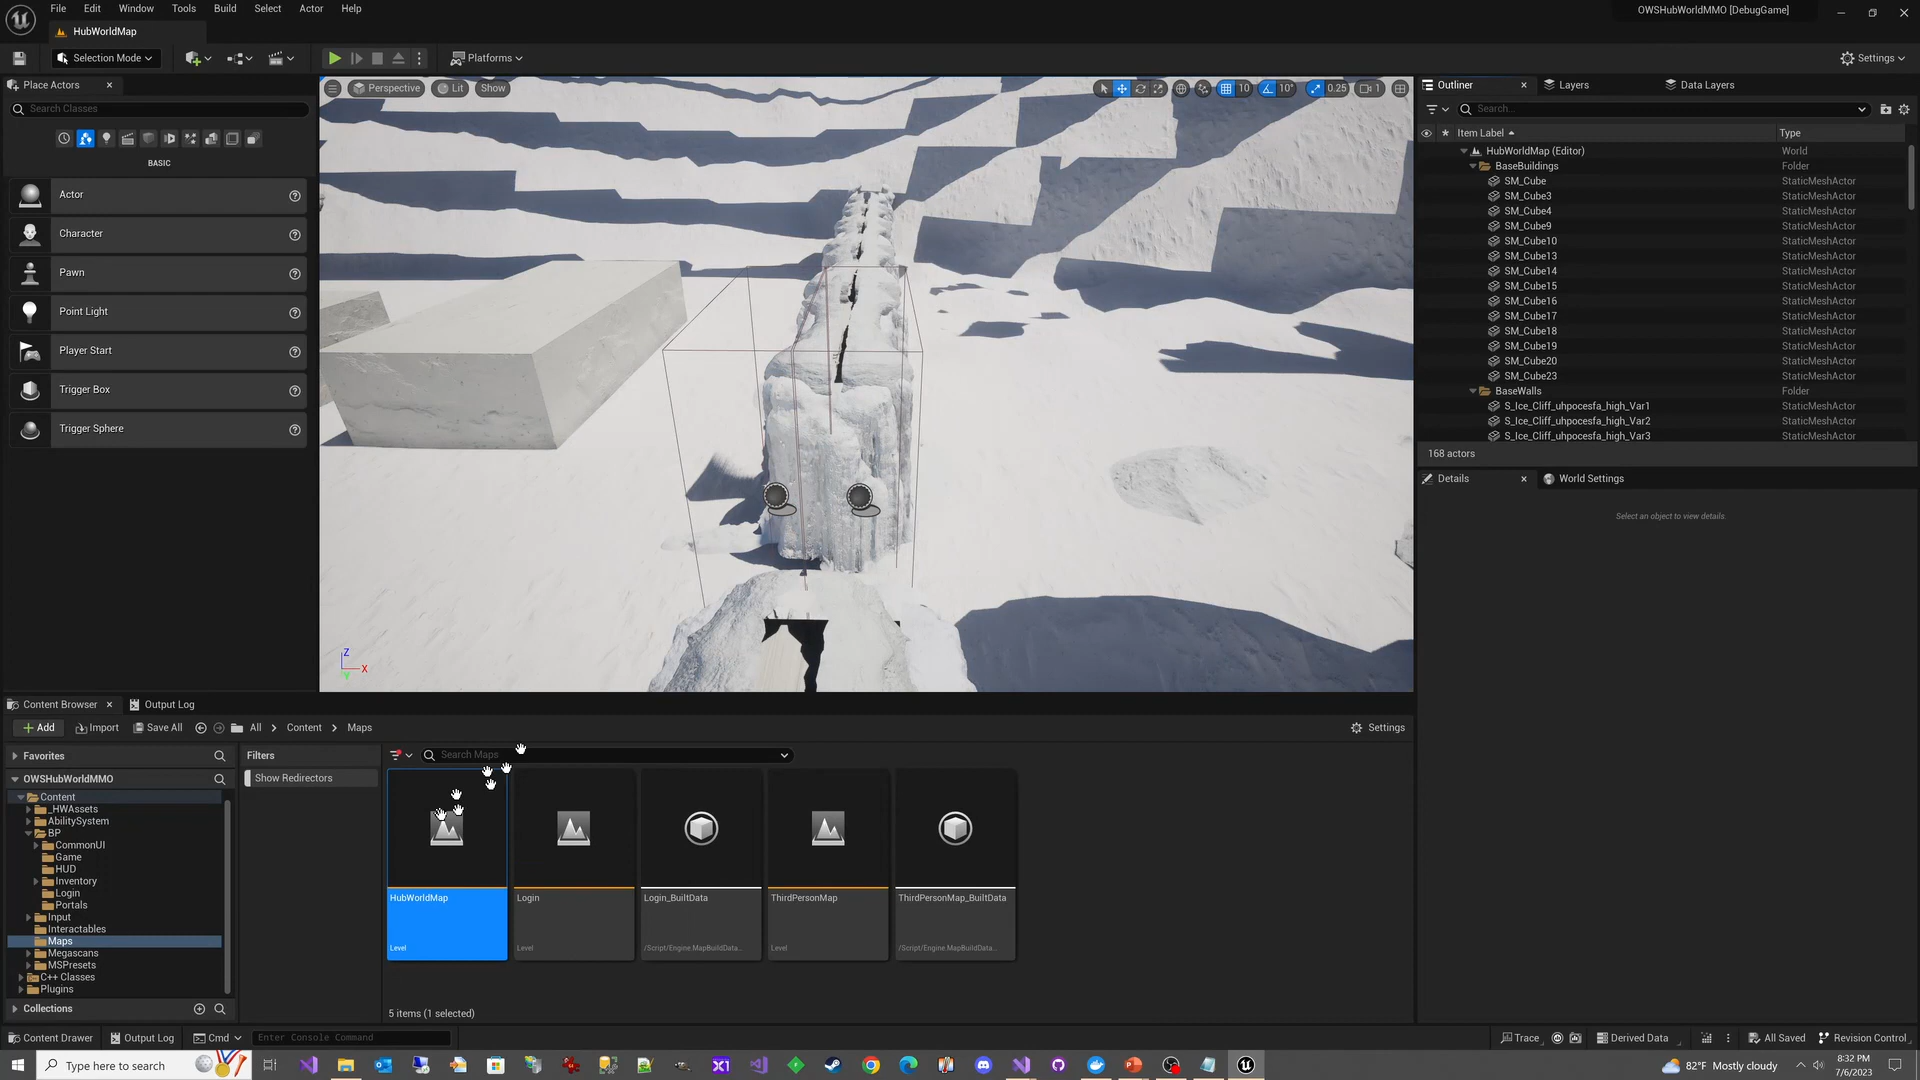 File Edit Window Tools Build Select Actor Help
OWSHubWorldMMO [DebugGame]
HubWorldMap
Selection Mode
Platforms
Settings
Place Actors
Search Classes
BASIC
Actor
Character
Pawn
Point Light
Player Start
Trigger Box
Trigger Sphere
Perspective Lit Show
10 10° 0.25 1
Z
X
Y
Outliner Layers Data Layers
Search...
Item Label Type
HubWorldMap (Editor) World
BaseBuildings Folder
SM_Cube StaticMeshActor
SM_Cube3 StaticMeshActor
SM_Cube4 StaticMeshActor
SM_Cube9 StaticMeshActor
SM_Cube10 StaticMeshActor
SM_Cube13 StaticMeshActor
SM_Cube14 StaticMeshActor
SM_Cube15 StaticMeshActor
SM_Cube16 StaticMeshActor
SM_Cube17 StaticMeshActor
SM_Cube18 StaticMeshActor
SM_Cube19 StaticMeshActor
SM_Cube20 StaticMeshActor
SM_Cube23 StaticMeshActor
BaseWalls Folder
S_Ice_Cliff_uhpocesfa_high_Var1 StaticMeshActor
S_Ice_Cliff_uhpocesfa_high_Var2 StaticMeshActor
S_Ice_Cliff_uhpocesfa_high_Var3 StaticMeshActor
168 actors
Details World Settings
Select an object to view details.
Content Browser Output Log
Add Import Save All All Content Maps
Settings
Favorites
OWSHubWorldMMO
Content
_HWAssets
AbilitySystem
BP
CommonUI
Game
HUD
Inventory
Login
Portals
Input
Interactables
Maps
Megascans
MSPresets
C++ Classes
Plugins
Collections
Filters
Show Redirectors
Search Maps
HubWorldMap
Level
Login
Level
Login_BuiltData
/Script/Engine.MapBuildData...
ThirdPersonMap
Level
ThirdPersonMap_BuiltData
/Script/Engine.MapBuildData...
5 items (1 selected)
Content Drawer Output Log Cmd Enter Console Command
Trace Derived Data All Saved Revision Control
Type here to search
82°F Mostly cloudy
8:32 PM
7/6/2023